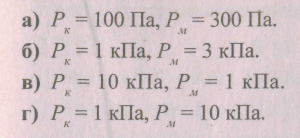 а) Pк = 100 Па, Pм = 300 Па.
б) Pк = 1 кПа, Pм = 3 кПа.
в) Pк = 10 кПа, Pм = 1 кПа.
г) Pк = 1 кПа, Pм = 10 кПа.